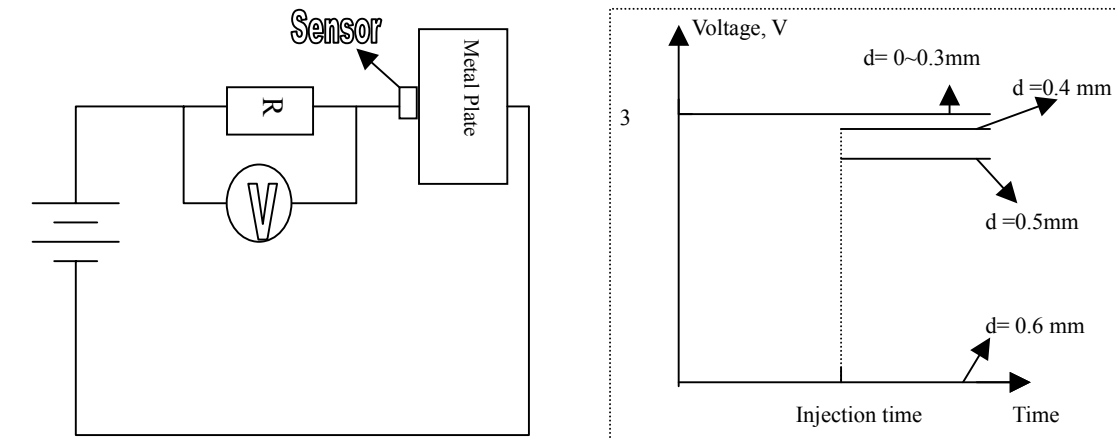 Sensor
R
V
Metal Plate
Voltage, V
d= 0~0.3mm
d=0.4 mm
3
d =0.5mm
d= 0.6 mm
Injection time
Time